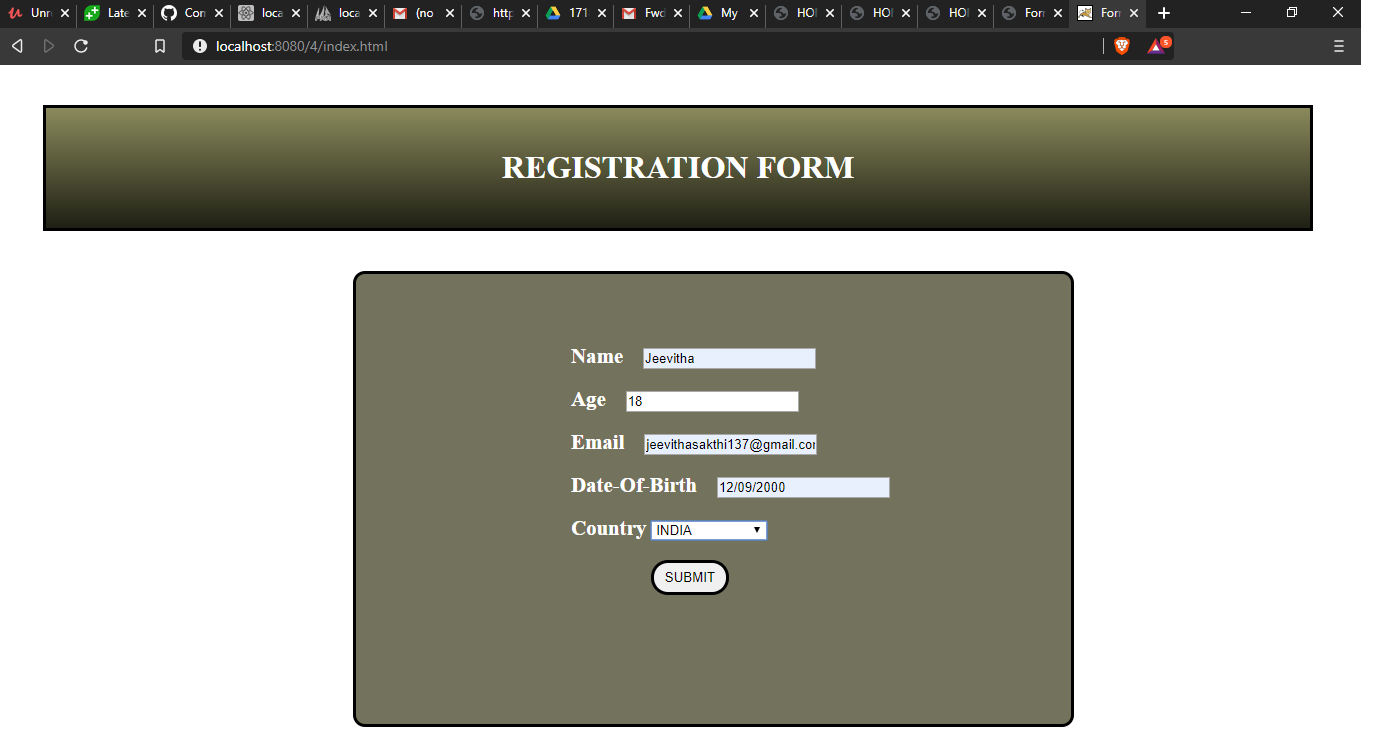 Unr Late Con loca loca (no http 171 Fwd My HOI HOI HOI Forr Forr
localhost:8080/4/index.html 5
REGISTRATION FORM
Name Jeevitha
Age 18
Email jeevithasakthi137@gmail.cor
Date-Of-Birth 12/09/2000
Country INDIA
SUBMIT